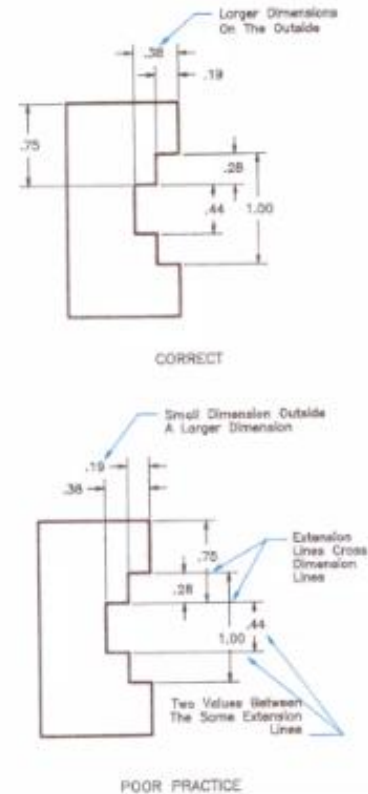 Larger Dimensions
On The Outside
.38
.19
.75
.28
.44
1.00
CORRECT
Small Dimension Outside
A Larger Dimension
.19
.38
Extension
Lines Cross
Dimension
Lines
.75
.28
.44
1.00
Two Values Between
The Same Extension
Lines
POOR PRACTICE